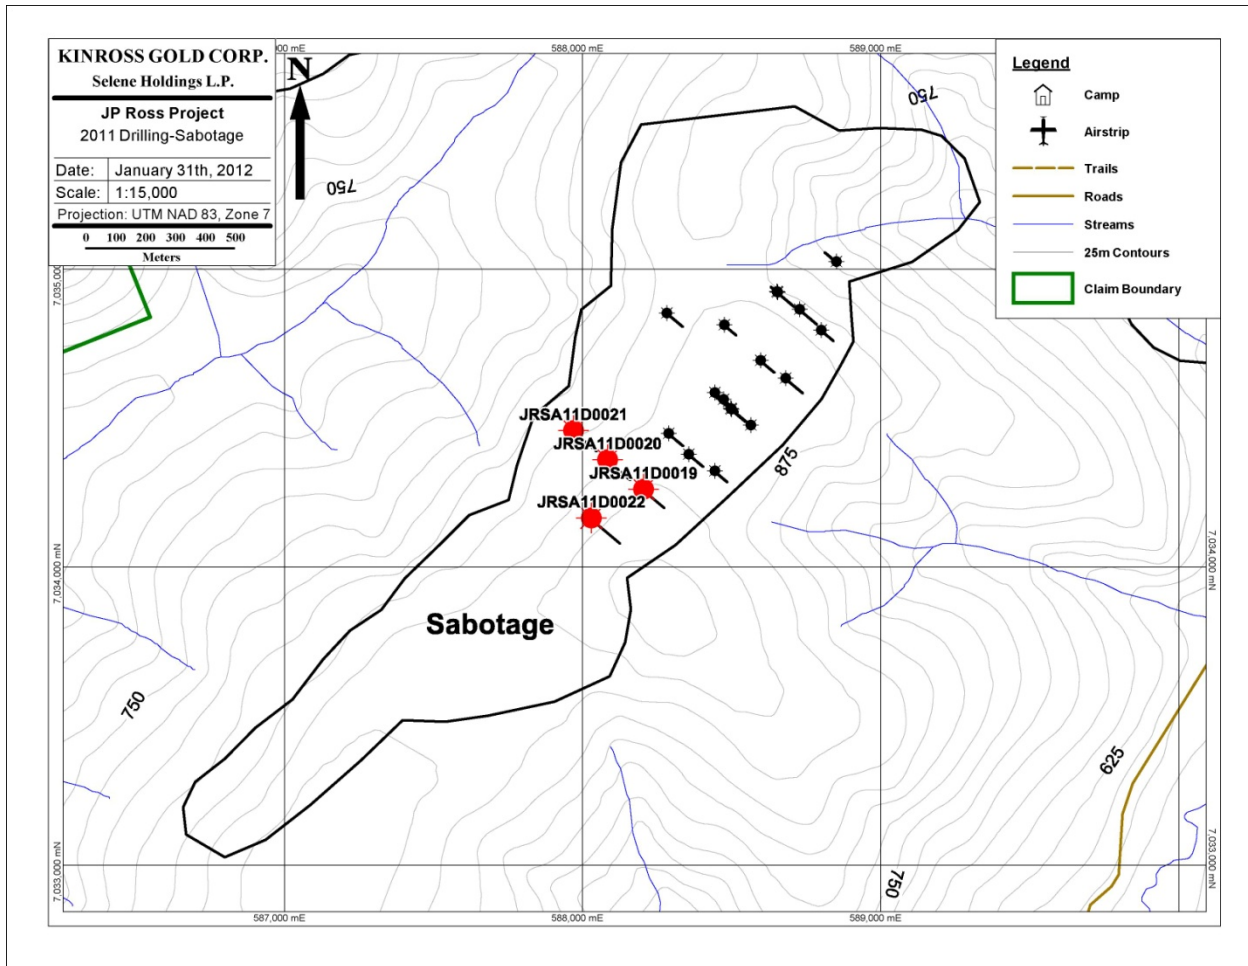 KINROSS GOLD CORP.
Selene Holdings L.P.
JP Ross Project
2011 Drilling-Sabotage
Date: January 31th, 2012
Scale: 1:15,000
Projection: UTM NAD 83, Zone 7
0 100 200 300 400 500
Meters
N
588,000 mE
589,000 mE
Legend
Camp
Airstrip
Trails
Roads
Streams
25m Contours
Claim Boundary
750
750
JRSA11D0021
JRSA11D0020
JRSA11D0019
JRSA11D0022
875
7,034,000 mN
7,034,000 mN
Sabotage
750
625
7,033,000 mN
7,033,000 mN
750
587,000 mE
588,000 mE
589,000 mE